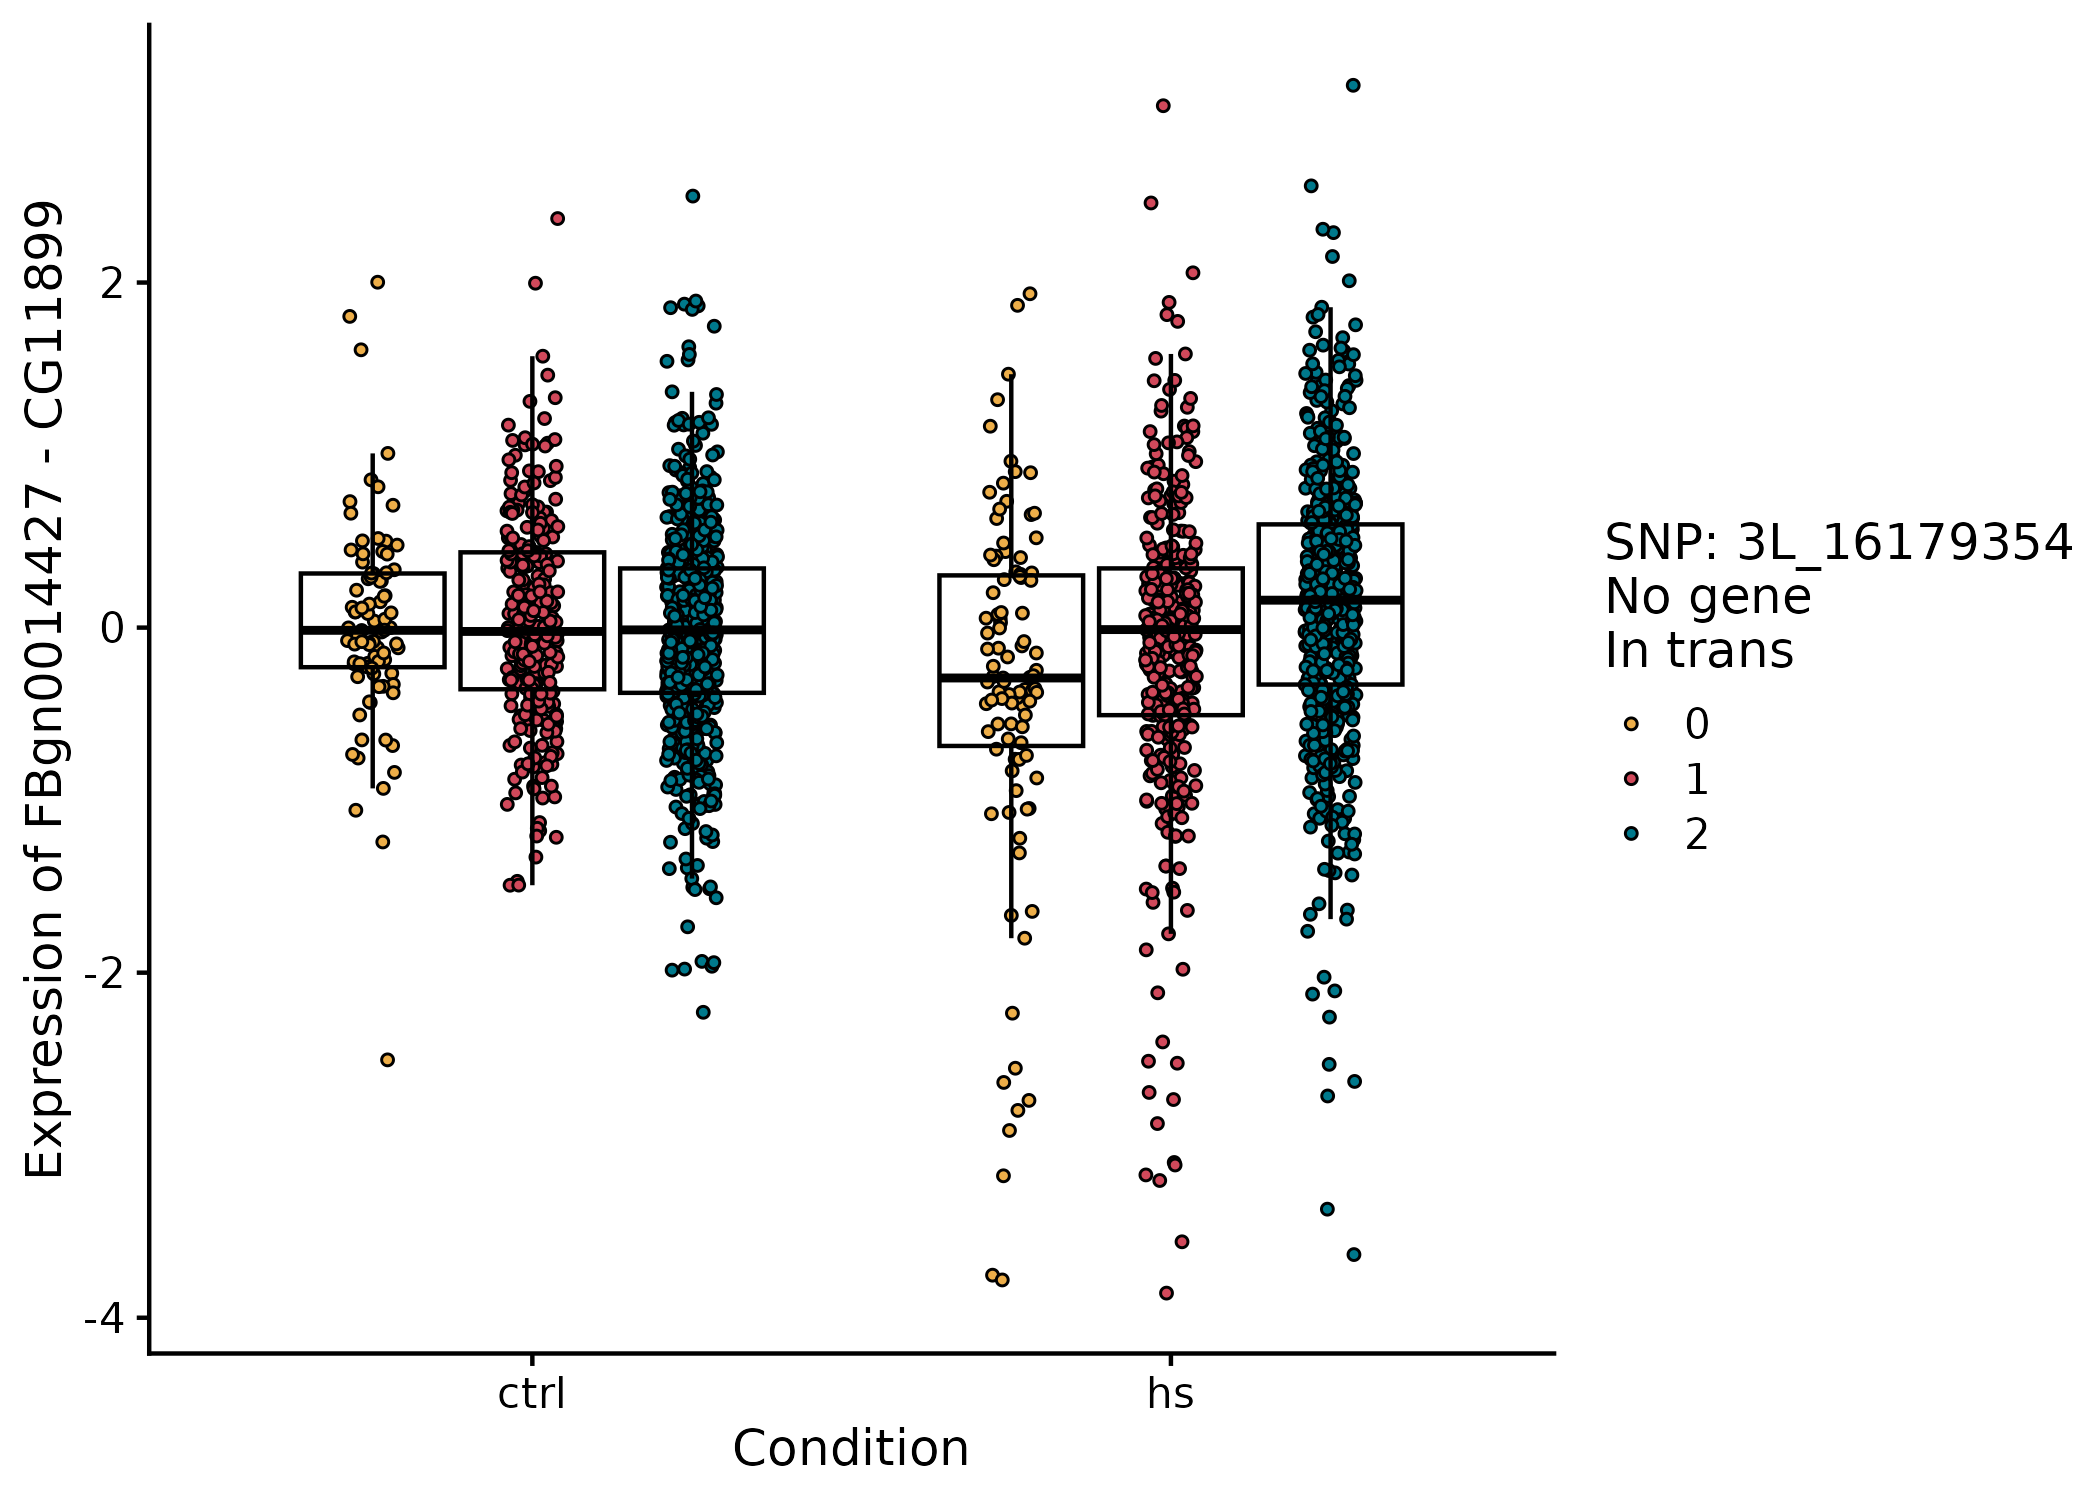 Expression of FBgn0014427 - CG11899
2
0
-2
-4
ctrl
hs
Condition
SNP: 3L_16179354
No gene
In trans
0
1
2